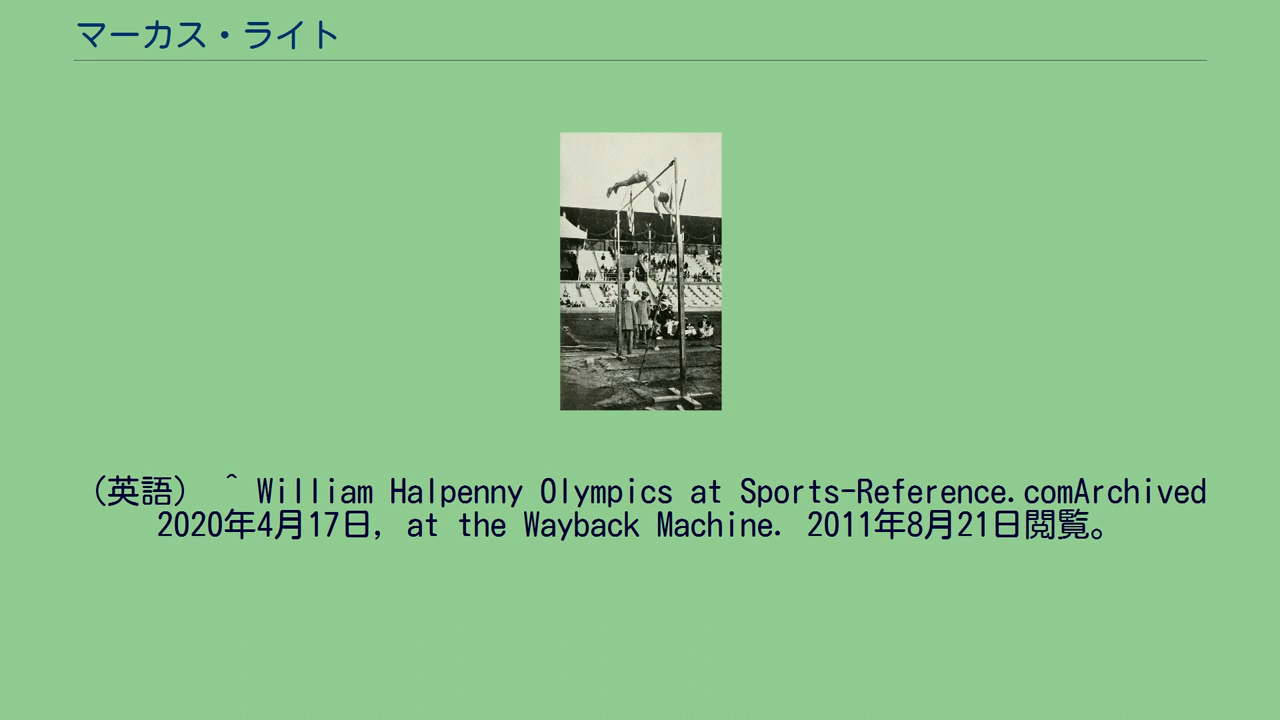 マーカス・ライト
（英語） ^ William Halpenny Olympics at Sports-Reference.comArchived
2020年4月17日, at the Wayback Machine. 2011年8月21日閲覧。